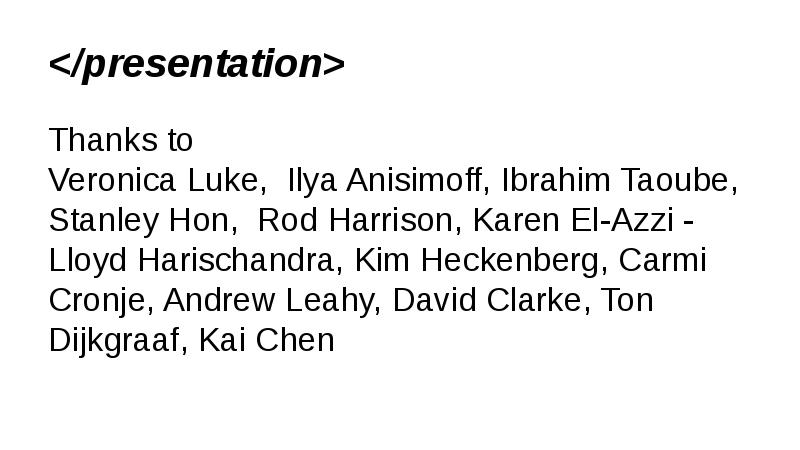 </presentation>
Thanks to
Veronica Luke,  Ilya Anisimoff, Ibrahim Taoube,
Stanley Hon,  Rod Harrison, Karen El-Azzi -
Lloyd Harischandra, Kim Heckenberg, Carmi
Cronje, Andrew Leahy, David Clarke, Ton
Dijkgraaf, Kai Chen